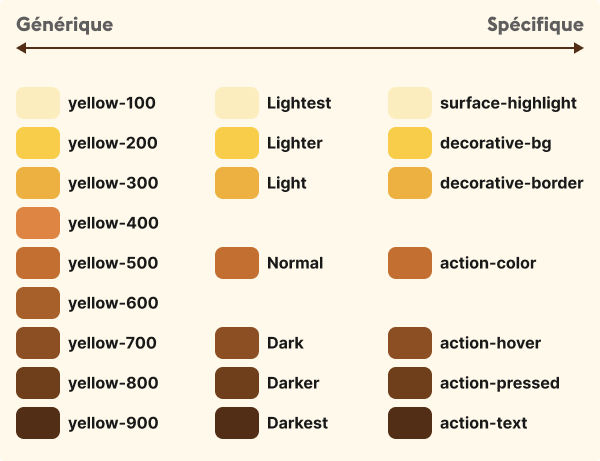 Générique Spécifique
yellow-100 Lightest surface-highlight
yellow-200 Lighter decorative-bg
yellow-300 Light decorative-border
yellow-400
yellow-500 Normal action-color
yellow-600
yellow-700 Dark action-hover
yellow-800 Darker action-pressed
yellow-900 Darkest action-text